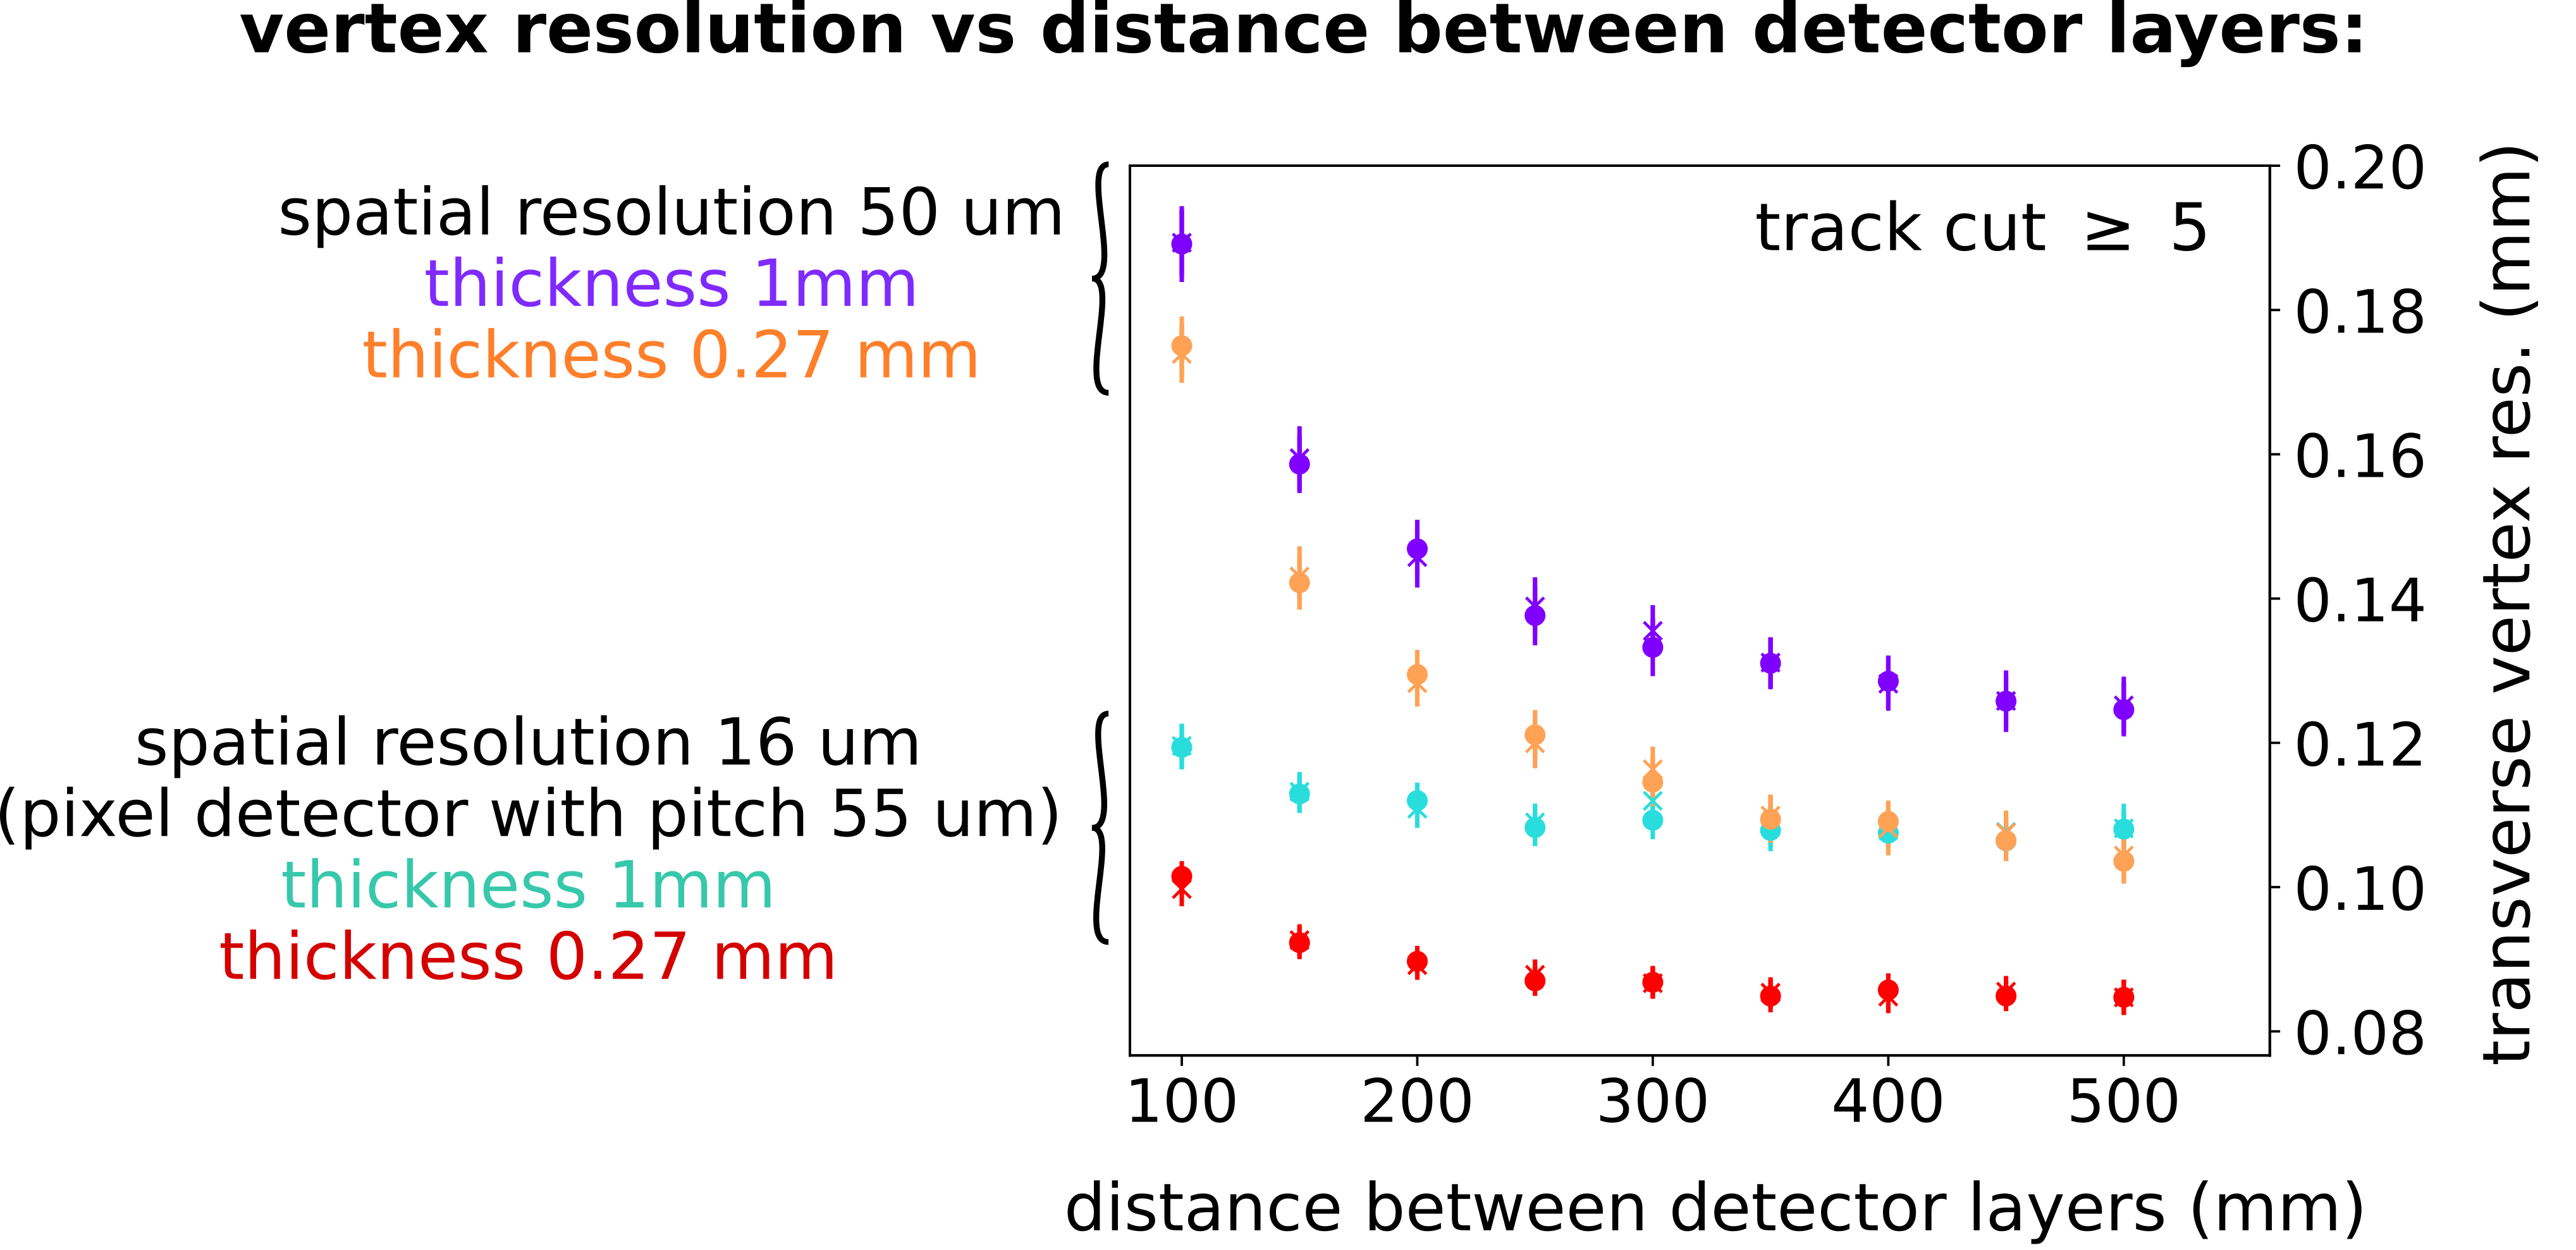 vertex resolution vs distance between detector layers:
spatial resolution 50 um
thickness 1mm
thickness 0.27 mm
spatial resolution 16 um
(pixel detector with pitch 55 um)
thickness 1mm
thickness 0.27 mm
track cut ≥ 5
0.20
0.18
0.16
0.14
0.12
0.10
0.08
transverse vertex res. (mm)
100 200 300 400 500
distance between detector layers (mm)